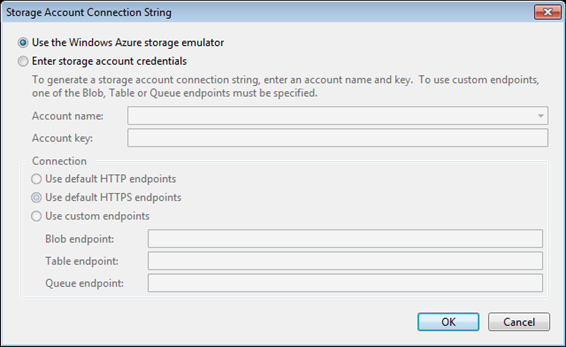 Storage Account Connection String
Use the Windows Azure storage emulator
Enter storage account credentials
To generate a storage account connection string, enter an account name and key. To use custom endpoints,
one of the Blob, Table or Queue endpoints must be specified.
Account name:
Account key:
Connection
Use default HTTP endpoints
Use default HTTPS endpoints
Use custom endpoints
Blob endpoint:
Table endpoint:
Queue endpoint:
OK Cancel